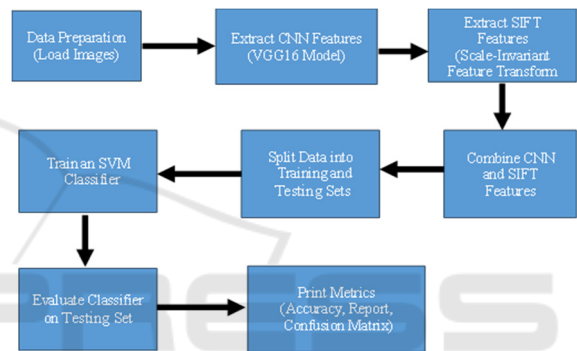 Data Preparation
(Load Images)
Extract CNN Features
(VGG16 Model)
Extract SIFT
Features
(Scale-Invariant
Feature Transform
Combine CNN
and SIFT
Features
Split Data into
Training and
Testing Sets
Train an SVM
Classifier
Evaluate Classifier
on Testing Set
Print Metrics
(Accuracy, Report,
Confusion Matrix)
PRESS